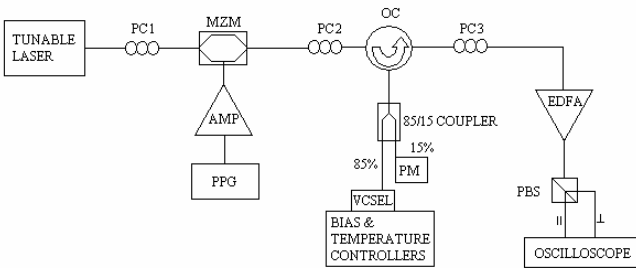 TUNABLE
LASER
PC1
MZM
PC2
OC
PC3
AMP
PPG
85/15 COUPLER
15%
85%
PM
VCSEL
BIAS &
TEMPERATURE
CONTROLLERS
EDFA
PBS
||
⊥
OSCILLOSCOPE